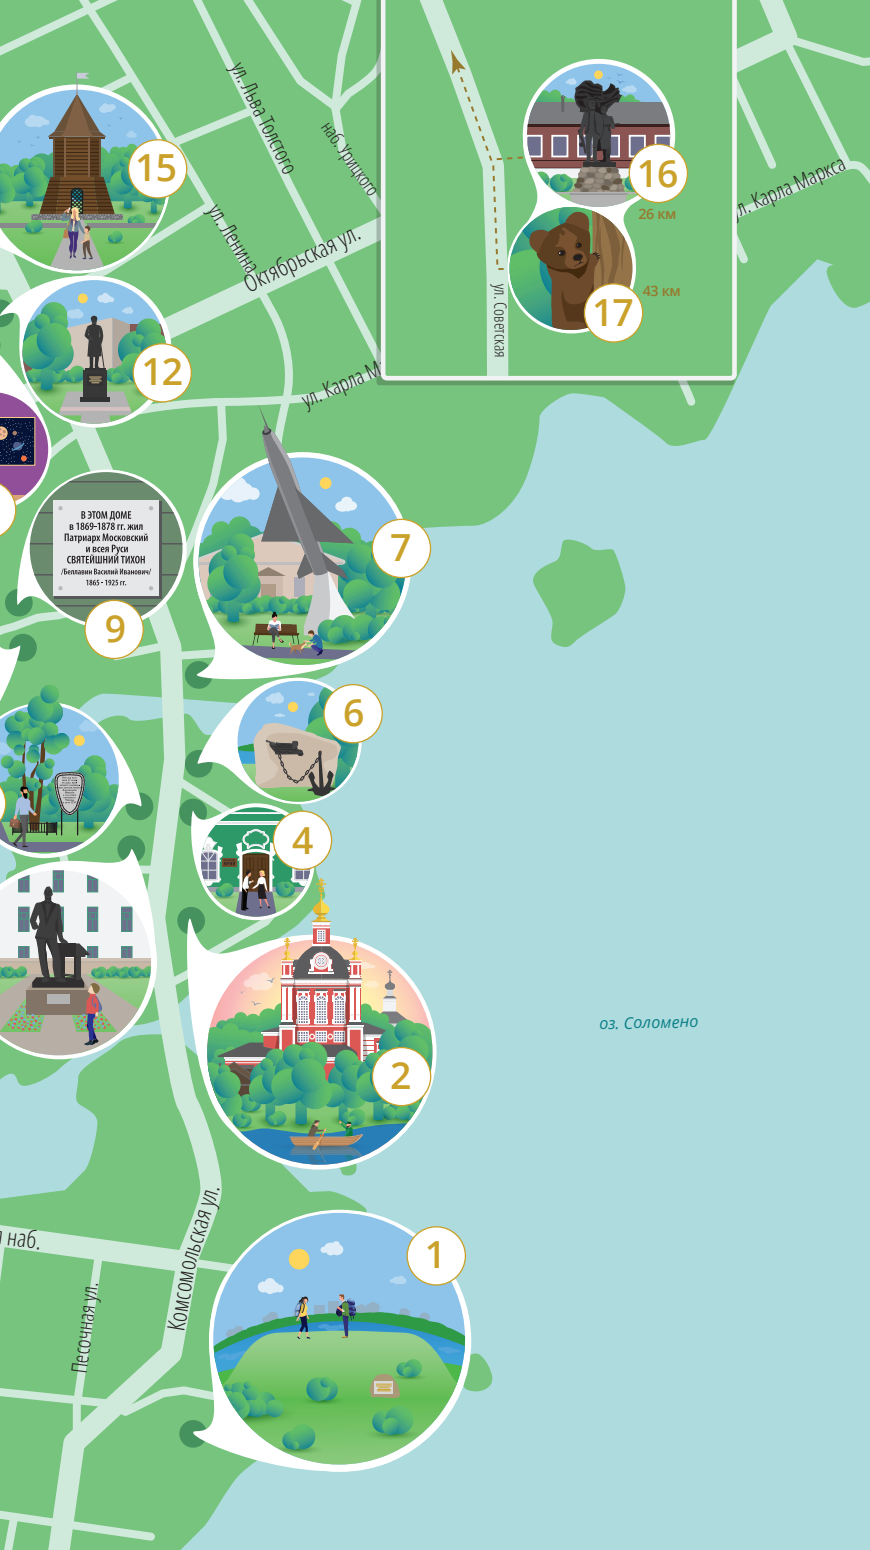 ул. Льва Толстого
наб. Урицкого
ул. Ленина
Октябрьская ул.
ул. Карла Маркса
16
26 км
17
43 км
ул. Советская
15
12
ул. Карла М
В ЭТОМ ДОМЕ
в 1869-1878 гг. жил
Патриарх Московский
и всея Руси
СВЯТЕЙШНИЙ ТИХОН
/Беллавин Василий Иванович/
1865 - 1925 гг.
9
7
6
4
2
оз. Соломено
1
наб.
Комсомольская ул.
Песочная ул.